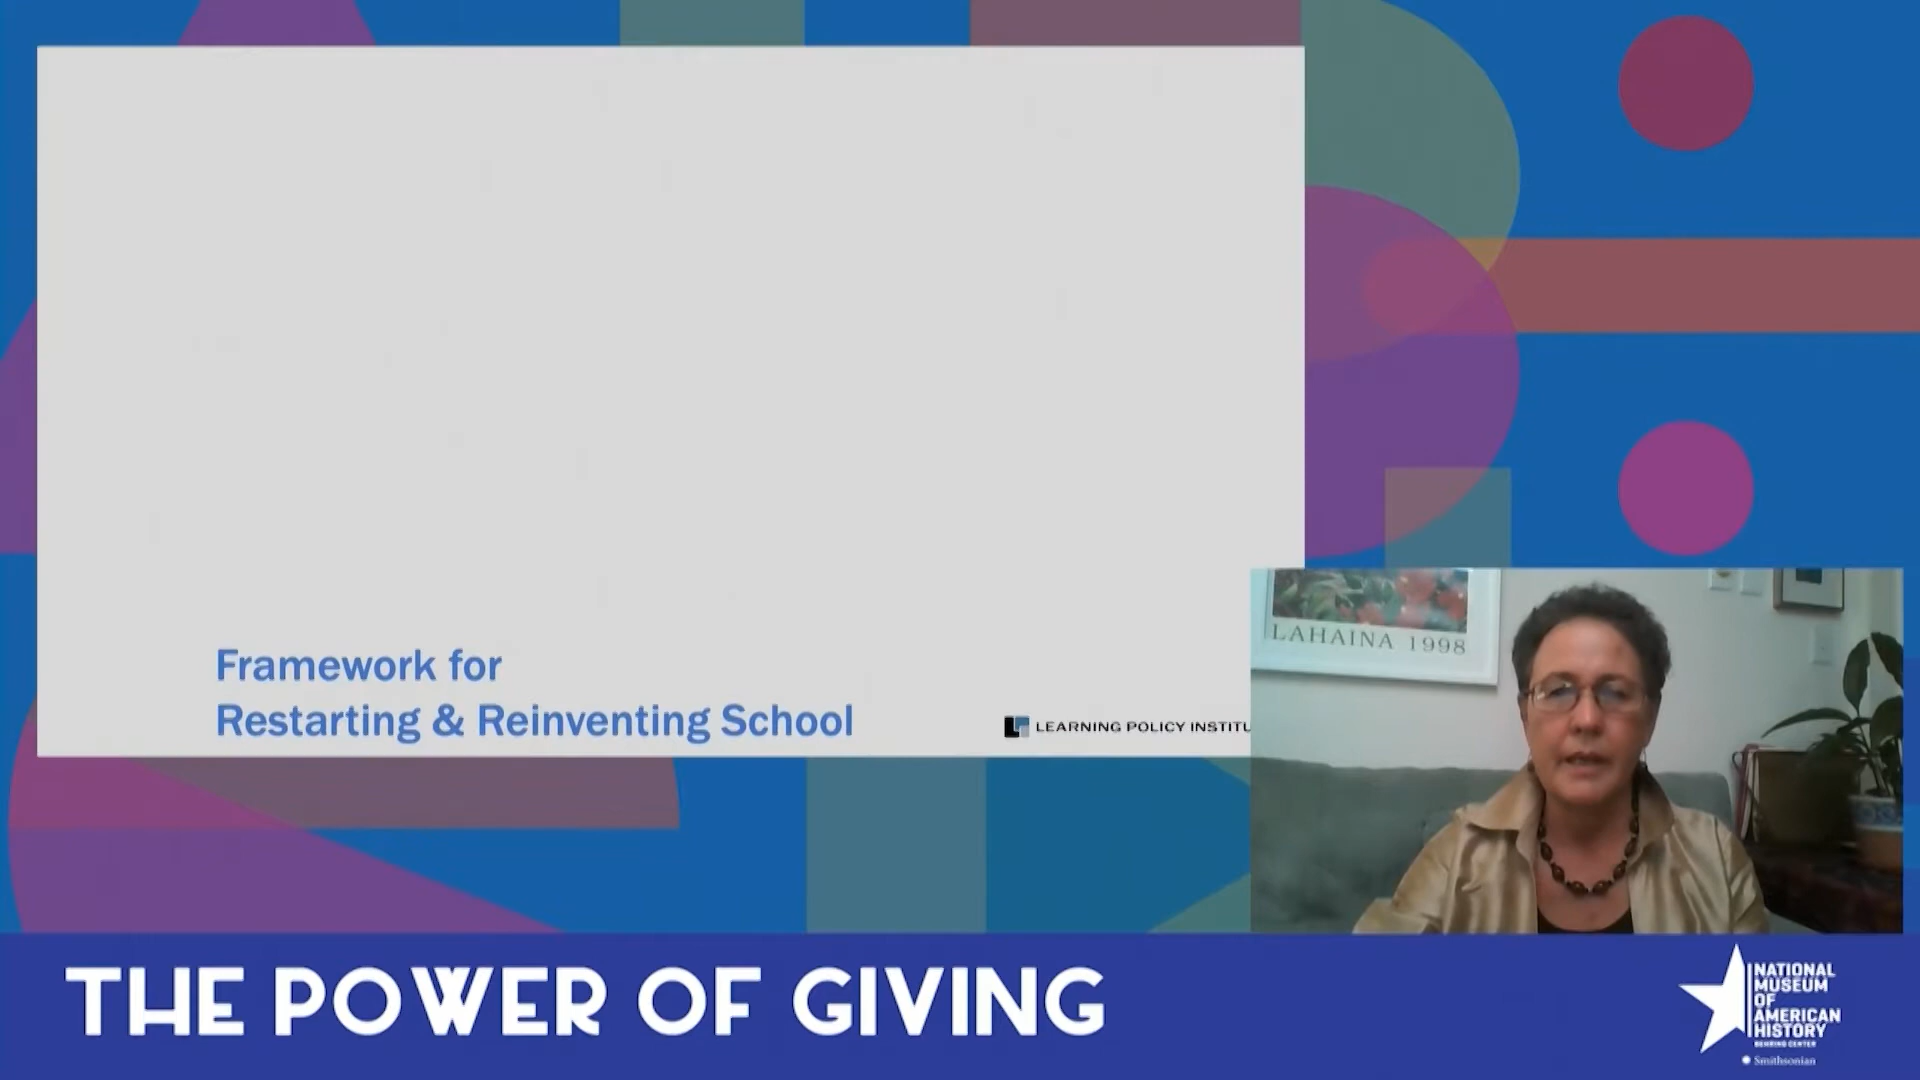 Framework for
Restarting & Reinventing School
LEARNING POLICY INSTITU
LAHAINA 1998
THE POWER OF GIVING
NATIONAL
MUSEUM
OF
AMERICAN
HISTORY
BEHRING CENTER
Smithsonian